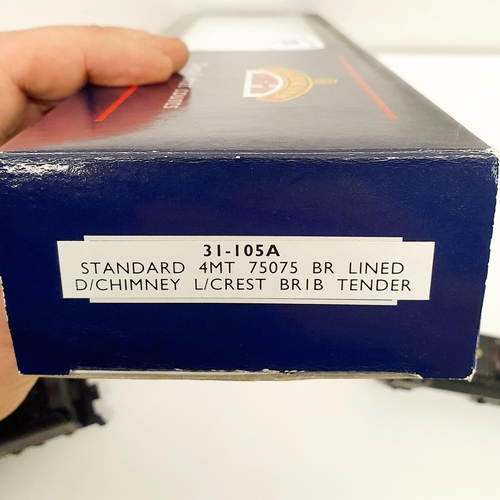 31-105A
STANDARD 4MT 75075 BR LINED
D/CHIMNEY L/CREST BR1B TENDER